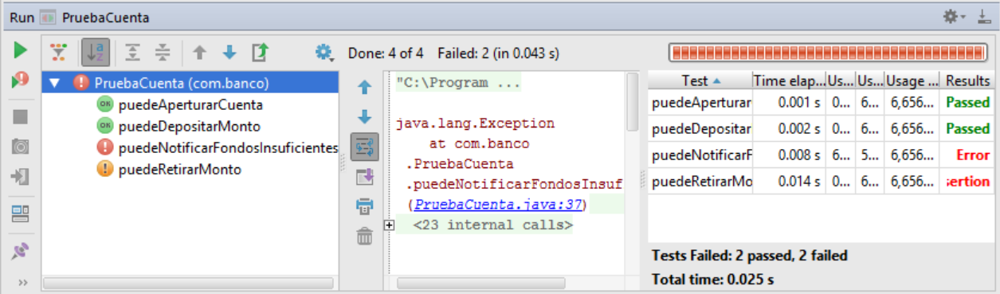 Run PruebaCuenta
Done: 4 of 4 Failed: 2 (in 0.043 s)
PruebaCuenta (com.banco)
OK puedeAperturarCuenta
OK puedeDepositarMonto
puedeNotificarFondosInsuficientes
puedeRetirarMonto
"C:\Program ...
java.lang.Exception
at com.banco
.PruebaCuenta
.puedeNotificarFondosInsuf
(PruebaCuenta.java:37)
<23 internal calls>
Test Time elap... Us... Us... Usage ... Results
puedeAperturar 0.001 s 0... 6... 6,656... Passed
puedeDepositar 0.002 s 0... 6... 6,656... Passed
puedeNotificarF 0.008 s 6... 5... 6,656... Error
puedeRetirarMo 0.014 s 0... 6... 6,656... sertion
Tests Failed: 2 passed, 2 failed
Total time: 0.025 s